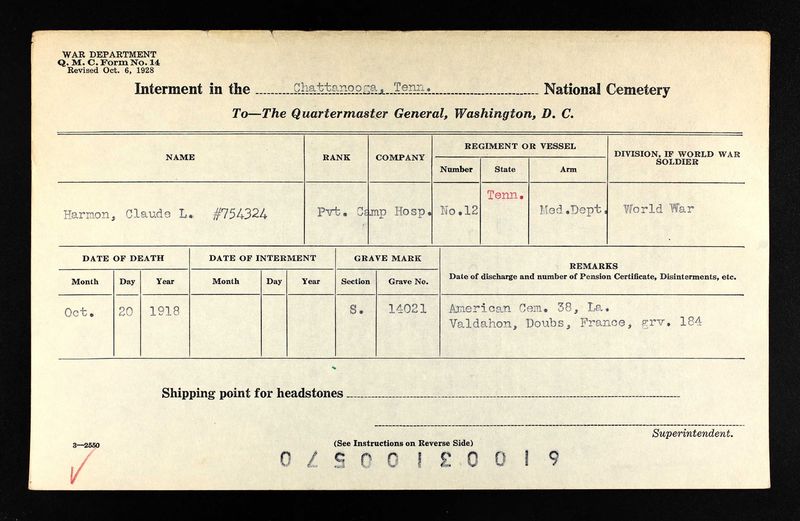 WAR DEPARTMENT
Q. M. C. Form No. 14
Revised Oct. 6, 1928
Interment in the Chattanooga, Tenn. National Cemetery
To—The Quartermaster General, Washington, D. C.
NAME RANK COMPANY REGIMENT OR VESSEL DIVISION, IF WORLD WAR SOLDIER
Number State Arm
Harmon, Claude L. #754324 Pvt. Camp Hosp. No.12 Tenn. Med.Dept. World War
DATE OF DEATH DATE OF INTERMENT GRAVE MARK REMARKS
Date of discharge and number of Pension Certificate, Disinterments, etc.
Month Day Year Month Day Year Section Grave No.
Oct. 20 1918 S. 14021 American Cem. 38, La.
Valdahon, Doubs, France, grv. 184
Shipping point for headstones
Superintendent.
3—2550
(See Instructions on Reverse Side)